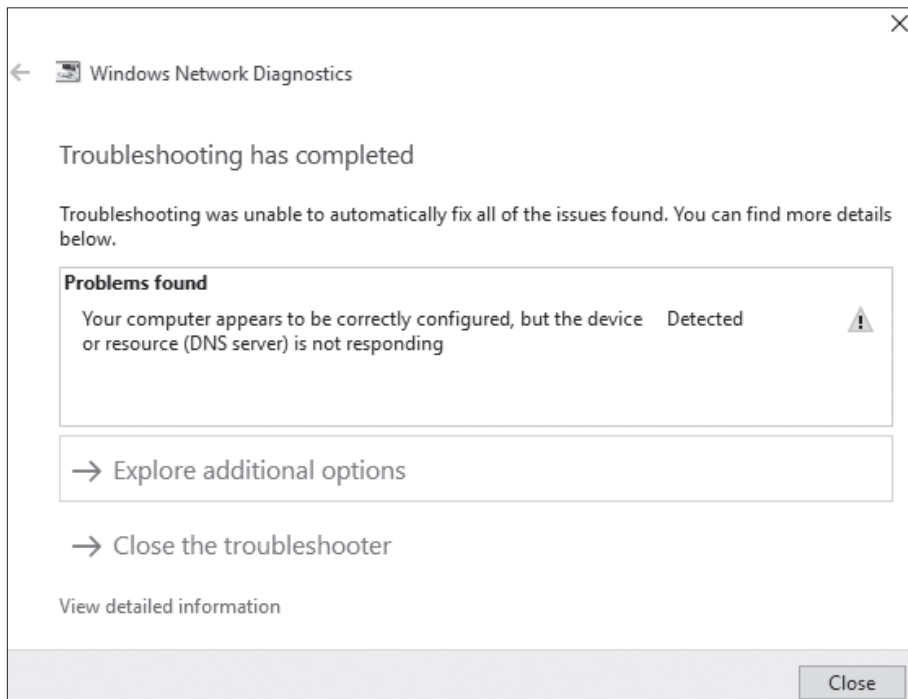 Windows Network Diagnostics
Troubleshooting has completed
Troubleshooting was unable to automatically fix all of the issues found. You can find more details
below.
Problems found
Your computer appears to be correctly configured, but the device Detected
or resource (DNS server) is not responding
Explore additional options
Close the troubleshooter
View detailed information
Close